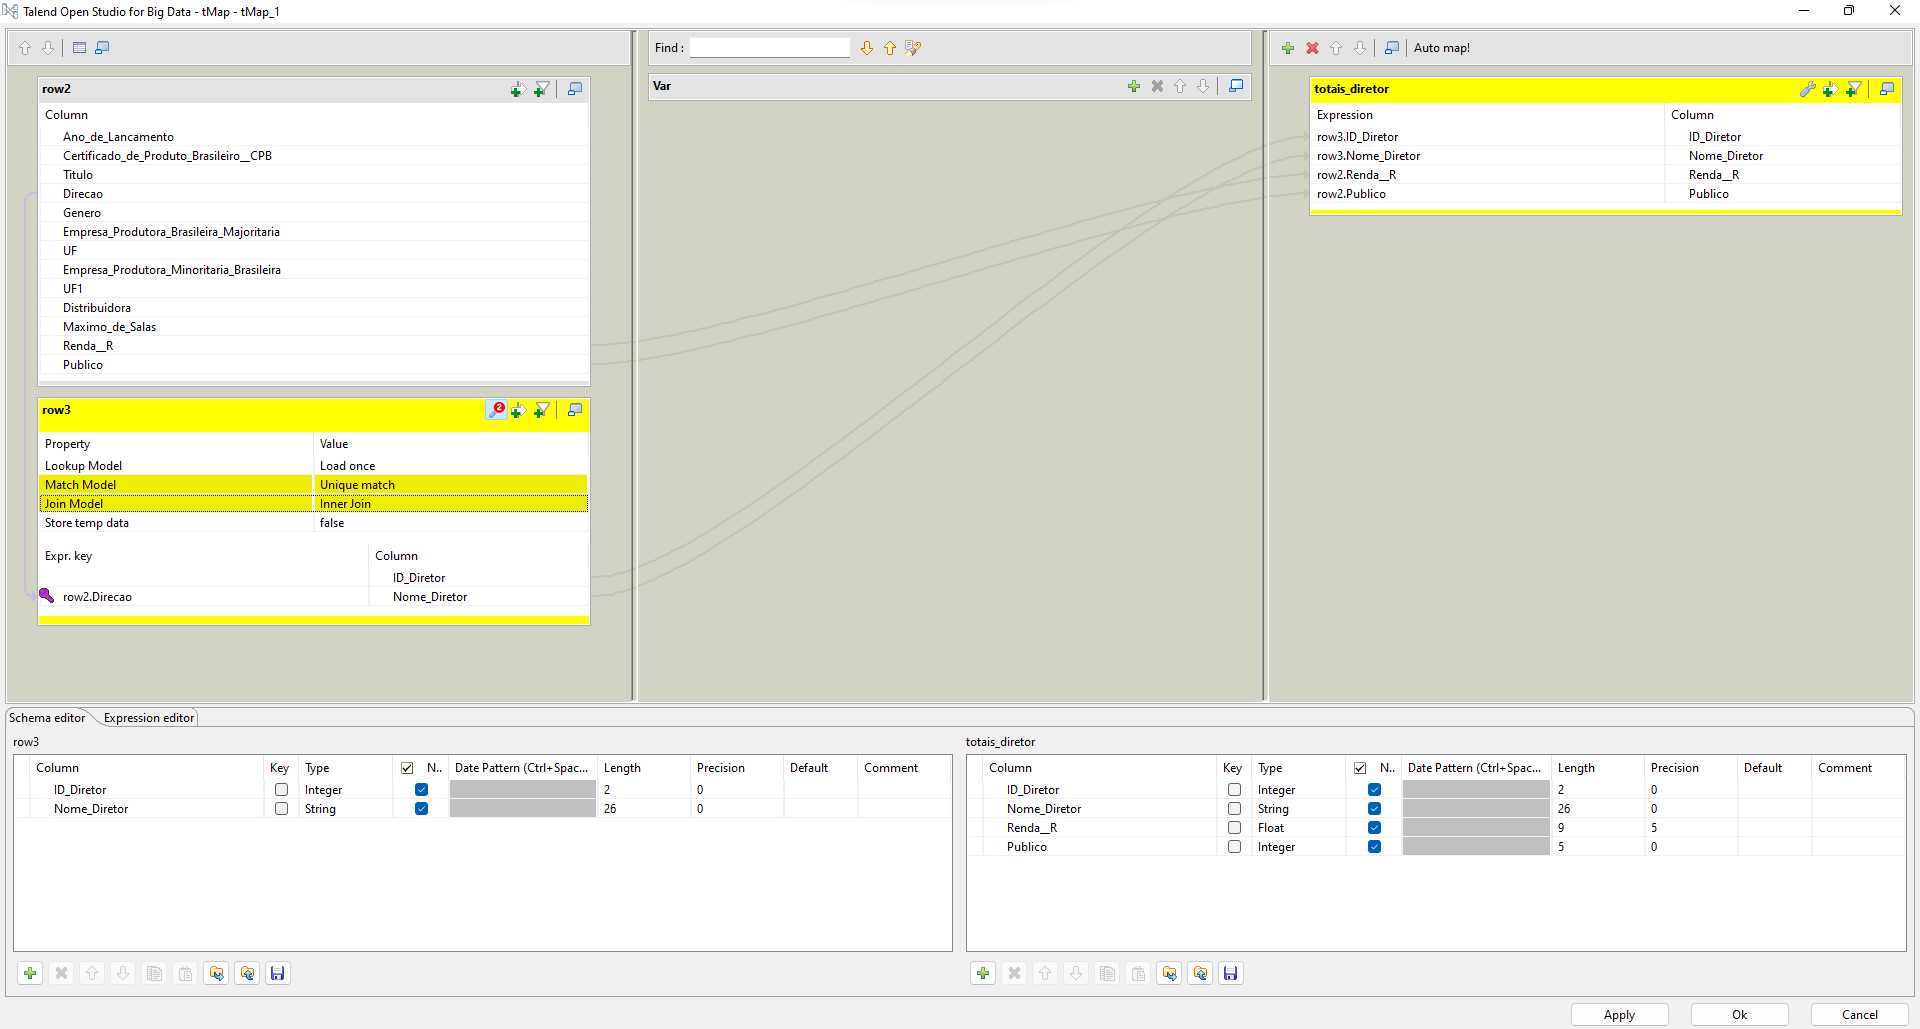 Talend Open Studio for Big Data - tMap - tMap_1
Find :
Auto map!
row2
Column
Ano_de_Lancamento
Certificado_de_Produto_Brasileiro__CPB
Titulo
Direcao
Genero
Empresa_Produtora_Brasileira_Majoritaria
UF
Empresa_Produtora_Minoritaria_Brasileira
UF1
Distribuidora
Maximo_de_Salas
Renda__R
Publico
row3
2
Property Value
Lookup Model Load once
Match Model Unique match
Join Model Inner Join
Store temp data false
Expr. key Column
ID_Diretor
row2.Direcao Nome_Diretor
Var
totais_diretor
Expression Column
row3.ID_Diretor ID_Diretor
row3.Nome_Diretor Nome_Diretor
row2.Renda__R Renda__R
row2.Publico Publico
Schema editor Expression editor
row3
Column Key Type N.. Date Pattern (Ctrl+Spac... Length Precision Default Comment
ID_Diretor Integer 2 0
Nome_Diretor String 26 0
totais_diretor
Column Key Type N.. Date Pattern (Ctrl+Spac... Length Precision Default Comment
ID_Diretor Integer 2 0
Nome_Diretor String 26 0
Renda__R Float 9 5
Publico Integer 5 0
Apply Ok Cancel